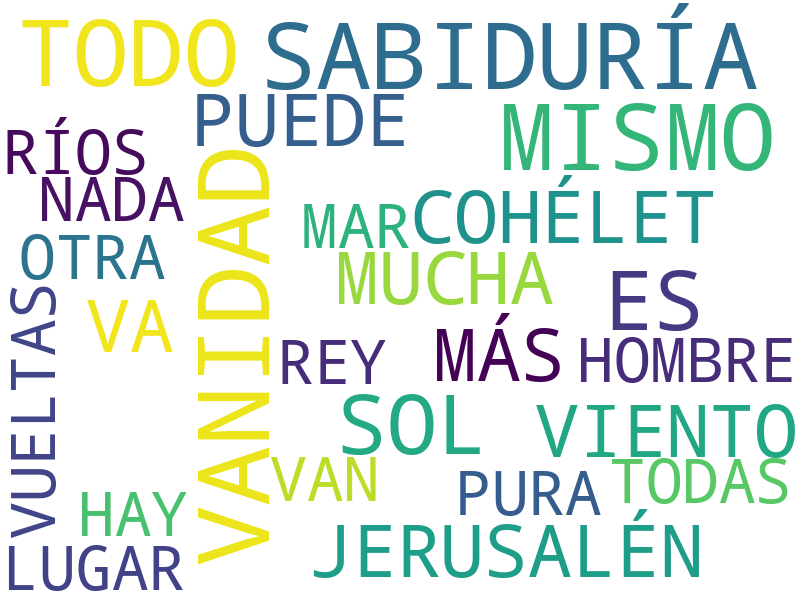 TODO
SABIDURÍA
PUEDE
MISMO
RÍOS
NADA
VANIDAD
MAR
COHÉLET
OTRA
MUCHA
ES
VA
VUELTAS
REY
MÁS
HOMBRE
SOL
VIENTO
VAN
PURA
TODAS
HAY
JERUSALÉN
LUGAR